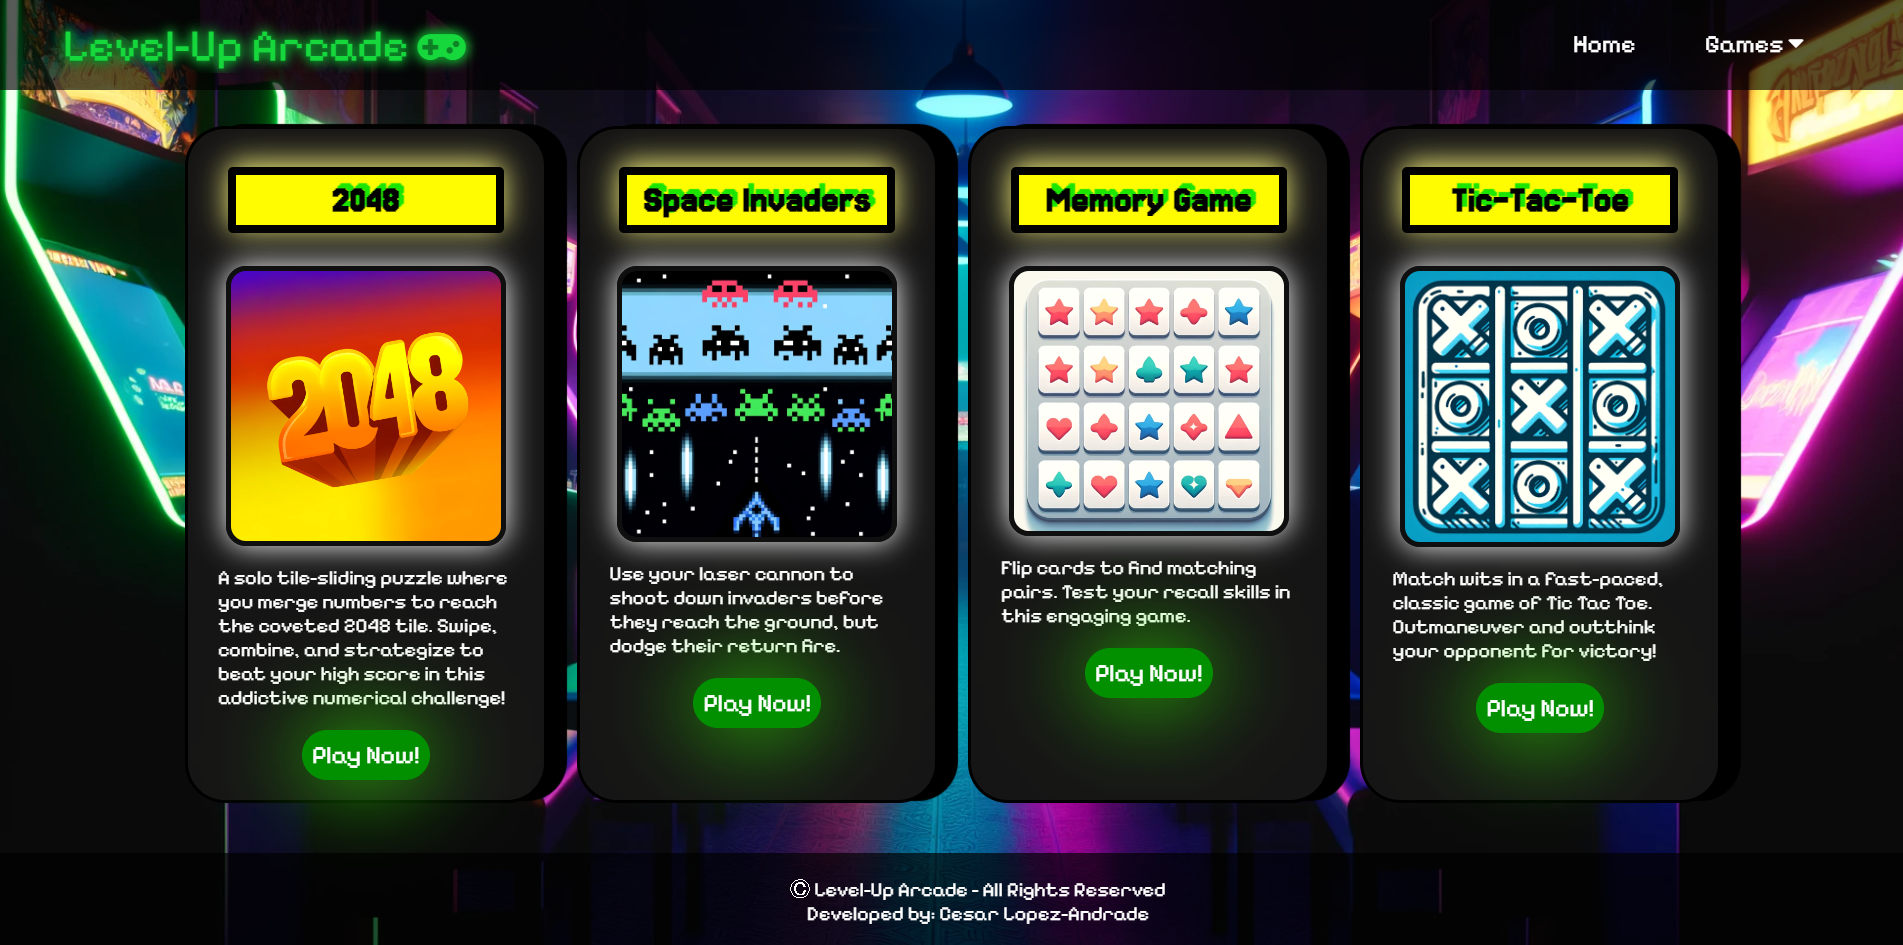 Level-Up Arcade
Home
Games
2048
Space Invaders
Memory Game
Tic-Tac-Toe
2048
A solo tile-sliding puzzle where
you merge numbers to reach
the coveted 2048 tile. Swipe,
combine, and strategize to
beat your high score in this
addictive numerical challenge!
Play Now!
Use your laser cannon to
shoot down invaders before
they reach the ground, but
dodge their return fire.
Play Now!
Flip cards to find matching
pairs. Test your recall skills in
this engaging game.
Play Now!
Match wits in a fast-paced,
classic game of Tic Tac Toe.
Outmaneuver and outthink
your opponent for victory!
Play Now!
© Level-Up Arcade - All Rights Reserved
Developed by: Cesar Lopez-Andrade